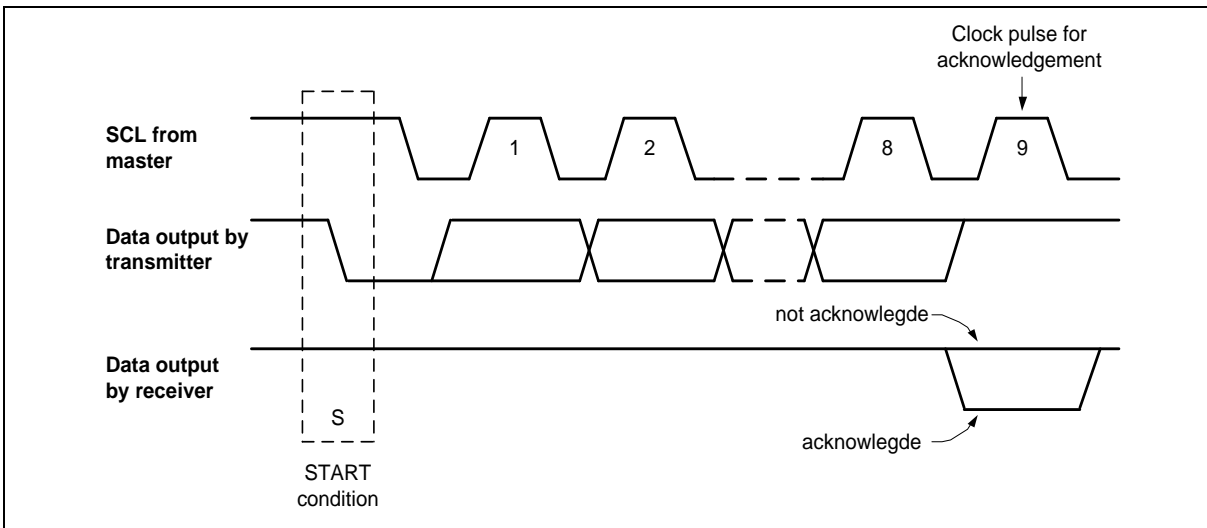 Clock pulse for
acknowledgement
SCL from
master
1
2
8
9
Data output by
transmitter
not acknowlegde
Data output
by receiver
S
acknowlegde
START
condition